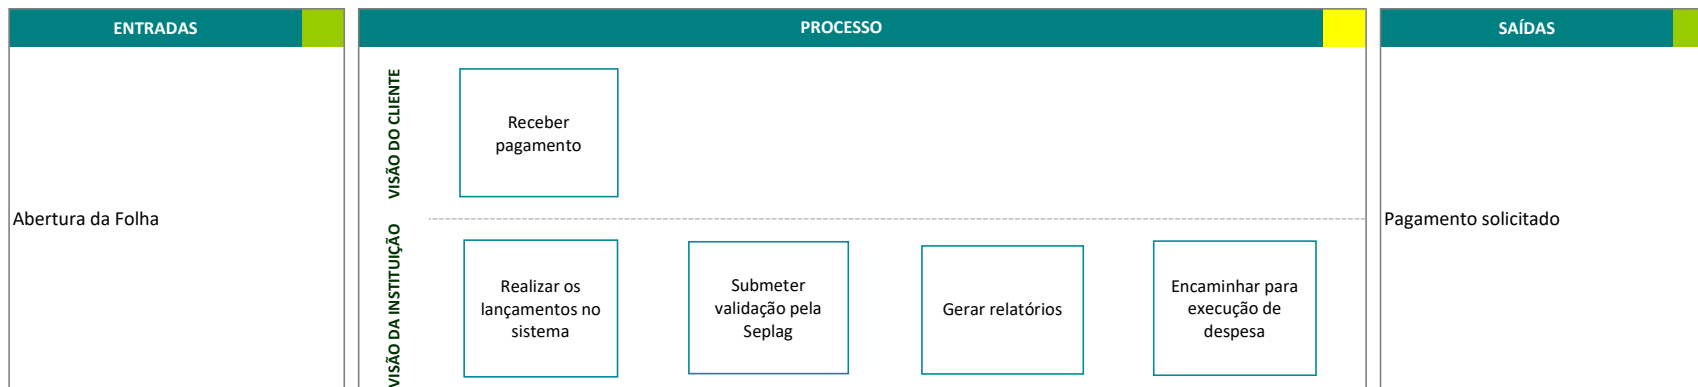 ENTRADAS
PROCESSO
SAÍDAS
VISÃO DO CLIENTE
Receber
pagamento
Abertura da Folha
Pagamento solicitado
VISÃO DA INSTITUIÇÃO
Realizar os
lançamentos no
sistema
Submeter
validação pela
Seplag
Gerar relatórios
Encaminhar para
execução de
despesa